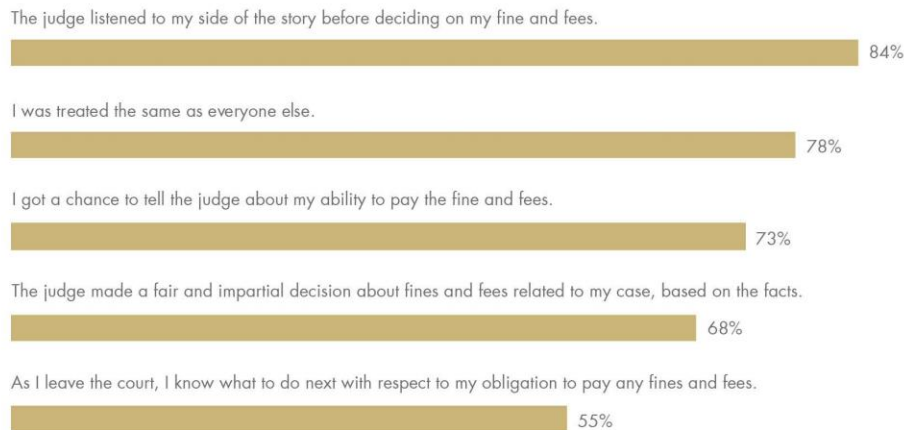 The judge listened to my side of the story before deciding on my fine and fees.
84%
I was treated the same as everyone else.
78%
I got a chance to tell the judge about my ability to pay the fine and fees.
73%
The judge made a fair and impartial decision about fines and fees related to my case, based on the facts.
68%
As I leave the court, I know what to do next with respect to my obligation to pay any fines and fees.
55%